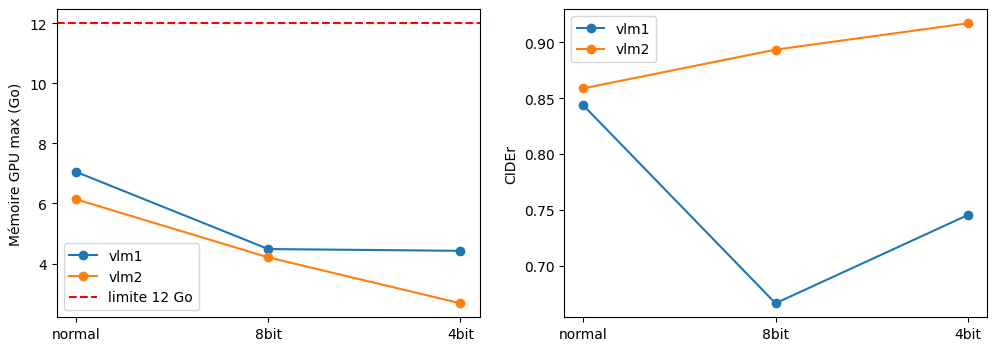 Mémoire GPU max (Go)
12
10
8
6
4
vlm1
vlm2
limite 12 Go
normal
8bit
4bit
CIDEr
0.90
0.85
0.80
0.75
0.70
vlm1
vlm2
normal
8bit
4bit